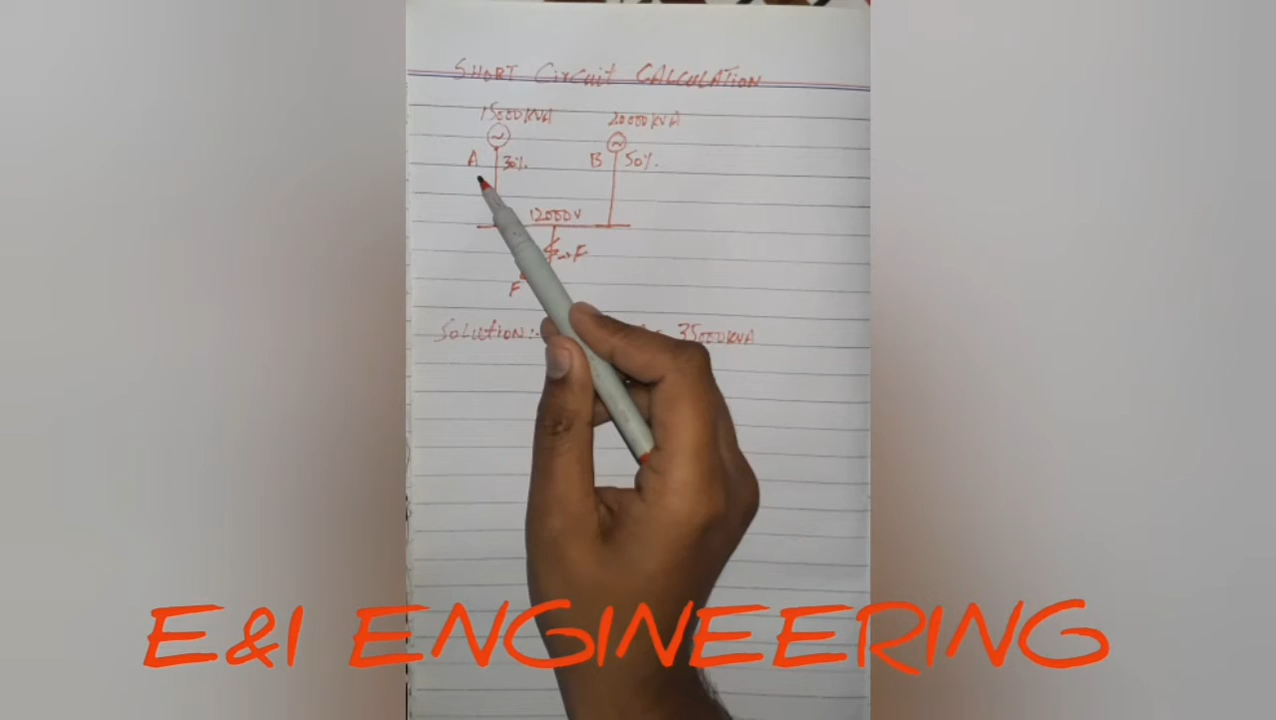 SHORT Circuit CALCULATION
15000KVA 20000KVA
A 30%. B 50%.
12000V
F
F
Solution:- 35000KVA
E&I ENGINEERING